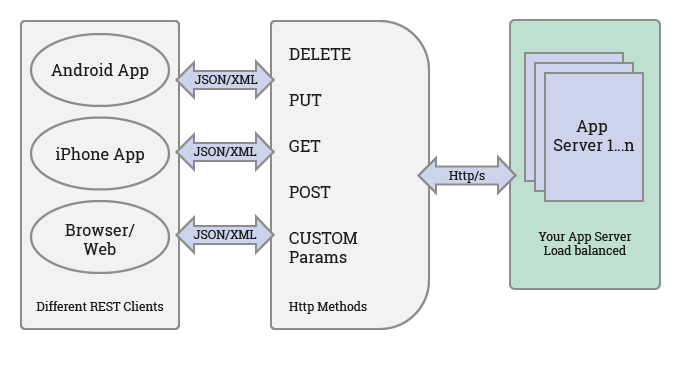 Android App
iPhone App
Browser/
Web
Different REST Clients
JSON/XML
JSON/XML
JSON/XML
DELETE
PUT
GET
POST
CUSTOM
Params
Http Methods
Http/s
App
Server 1...n
Your App Server
Load balanced